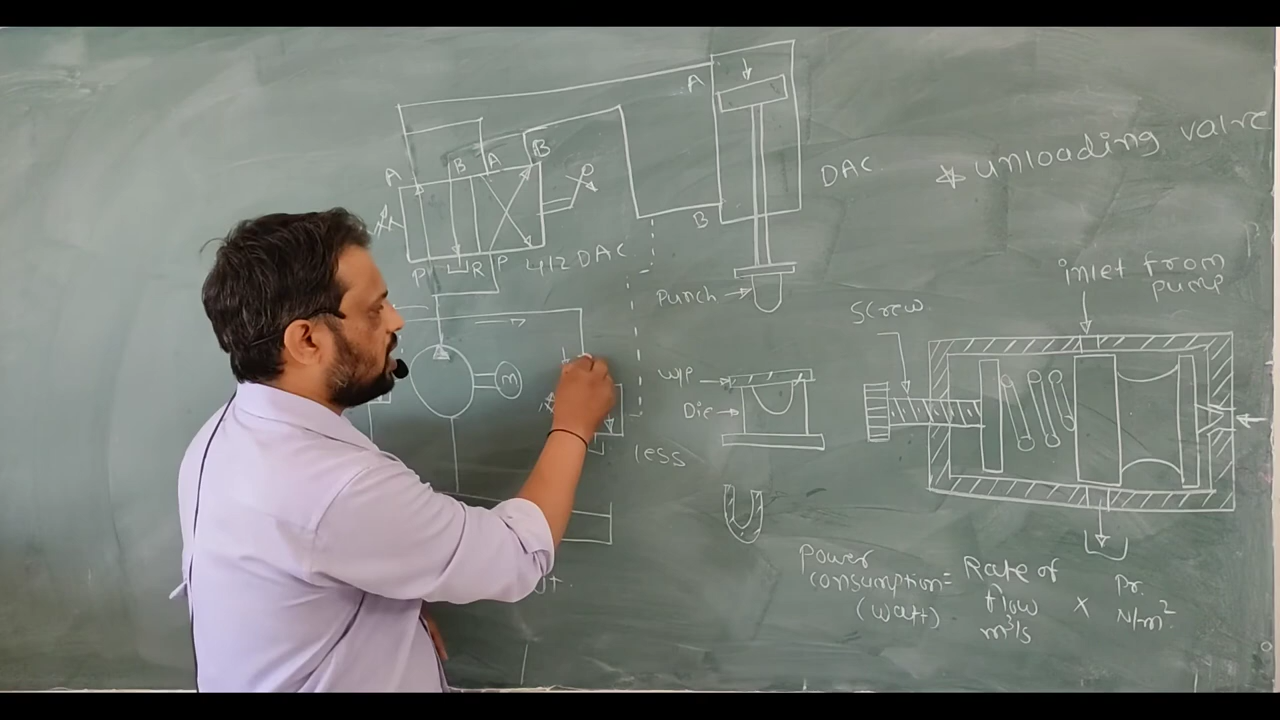 A
DAC.
* unloading valve
B
A
B
A
B
P
R
P
4/2 DAC.
inlet from
pump
Punch
Screw
M
W/P
Die
less
Power
consumption =
(watt)
Rate of
flow
m³/s
x
Pr.
N/m²